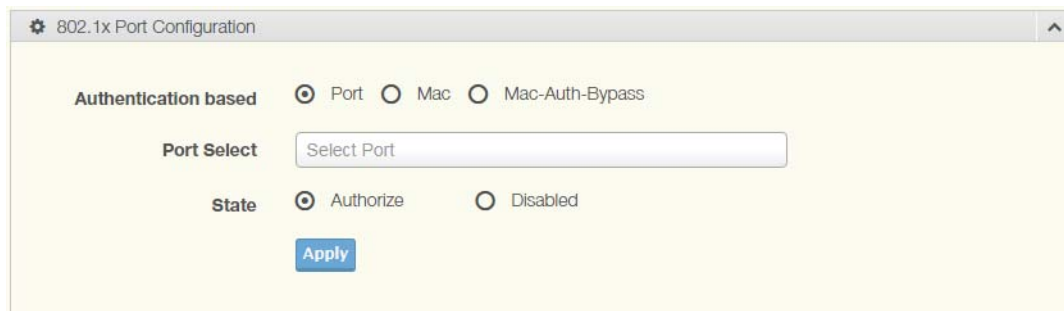 802.1x Port Configuration
Authentication based Port Mac Mac-Auth-Bypass
Port Select Select Port
State Authorize Disabled
Apply